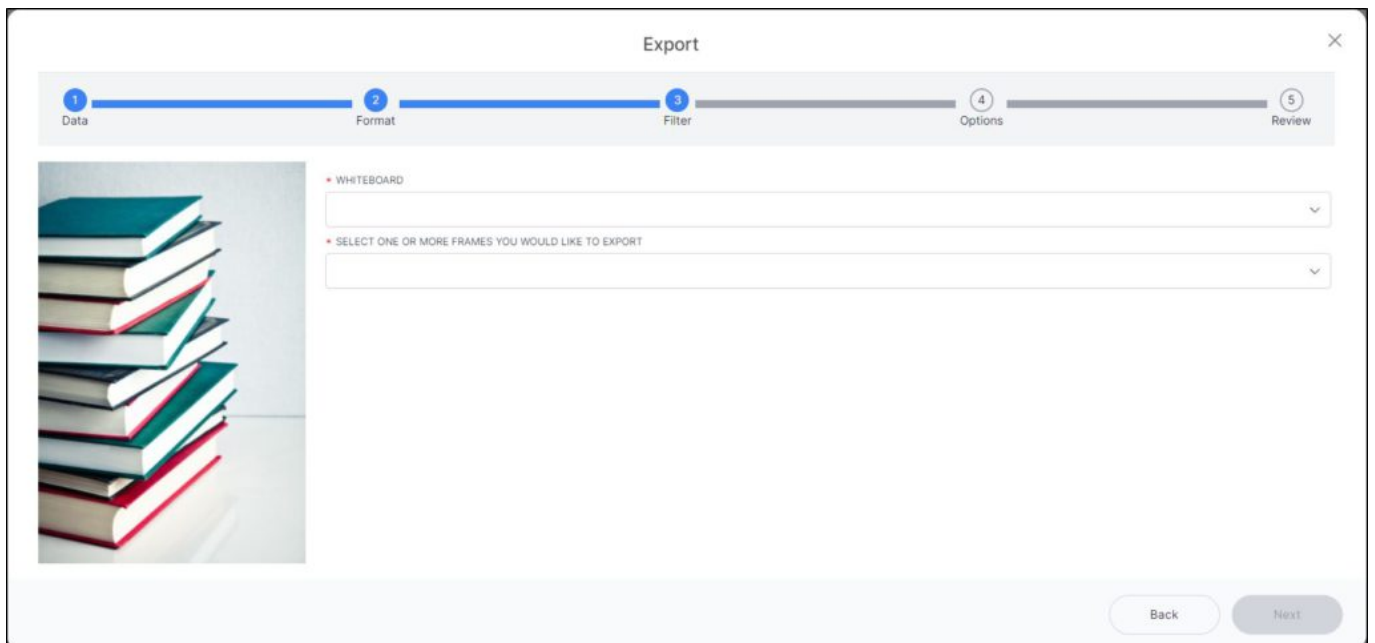 Export
1
2
3
4
5
Data
Format
Filter
Options
Review
* WHITEBOARD
* SELECT ONE OR MORE FRAMES YOU WOULD LIKE TO EXPORT
Back
Next